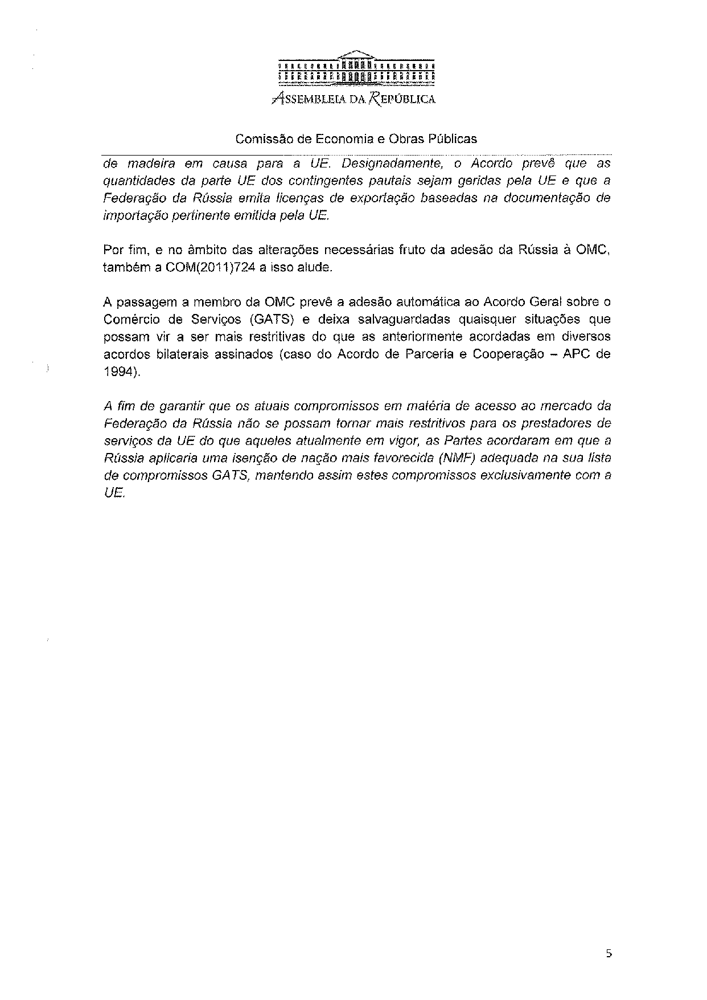 ASSEMBLEIA DA REPÚBLICA
Comissão de Economia e Obras Públicas
de madeira em causa para a UE. Designadamente, o Acordo prevê que as
quantidades da parte UE dos contingentes pautais sejam geridas pela UE e que a
Federação da Rússia emita licenças de exportação baseadas na documentação de
importação pertinente emitida pela UE.
Por fim, e no âmbito das alterações necessárias fruto da adesão da Rússia à OMC,
também a COM(2011)724 a isso alude.
A passagem a membro da OMC prevê a adesão automática ao Acordo Geral sobre o
Comércio de Serviços (GATS) e deixa salvaguardadas quaisquer situações que
possam vir a ser mais restritivas do que as anteriormente acordadas em diversos
acordos bilaterais assinados (caso do Acordo de Parceria e Cooperação – APC de
1994).
A fim de garantir que os atuais compromissos em matéria de acesso ao mercado da
Federação da Rússia não se possam tornar mais restritivos para os prestadores de
serviços da UE do que aqueles atualmente em vigor, as Partes acordaram em que a
Rússia aplicaria uma isenção de nação mais favorecida (NMF) adequada na sua lista
de compromissos GATS, mantendo assim estes compromissos exclusivamente com a
UE.
5